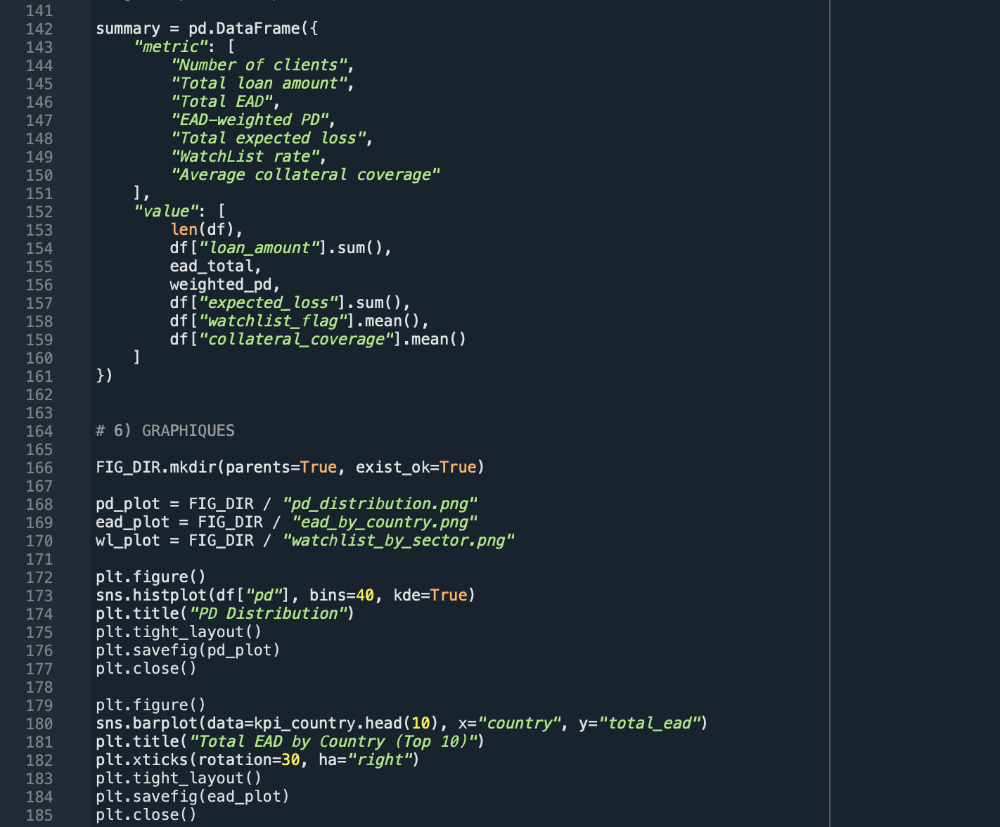 141
142 summary = pd.DataFrame({
143     "metric": [
144         "Number of clients",
145         "Total loan amount",
146         "Total EAD",
147         "EAD-weighted PD",
148         "Total expected loss",
149         "WatchList rate",
150         "Average collateral coverage"
151     ],
152     "value": [
153         len(df),
154         df["loan_amount"].sum(),
155         ead_total,
156         weighted_pd,
157         df["expected_loss"].sum(),
158         df["watchlist_flag"].mean(),
159         df["collateral_coverage"].mean()
160     ]
161 })
162
163
164 # 6) GRAPHIQUES
165
166 FIG_DIR.mkdir(parents=True, exist_ok=True)
167
168 pd_plot = FIG_DIR / "pd_distribution.png"
169 ead_plot = FIG_DIR / "ead_by_country.png"
170 wl_plot = FIG_DIR / "watchlist_by_sector.png"
171
172 plt.figure()
173 sns.histplot(df["pd"], bins=40, kde=True)
174 plt.title("PD Distribution")
175 plt.tight_layout()
176 plt.savefig(pd_plot)
177 plt.close()
178
179 plt.figure()
180 sns.barplot(data=kpi_country.head(10), x="country", y="total_ead")
181 plt.title("Total EAD by Country (Top 10)")
182 plt.xticks(rotation=30, ha="right")
183 plt.tight_layout()
184 plt.savefig(ead_plot)
185 plt.close()